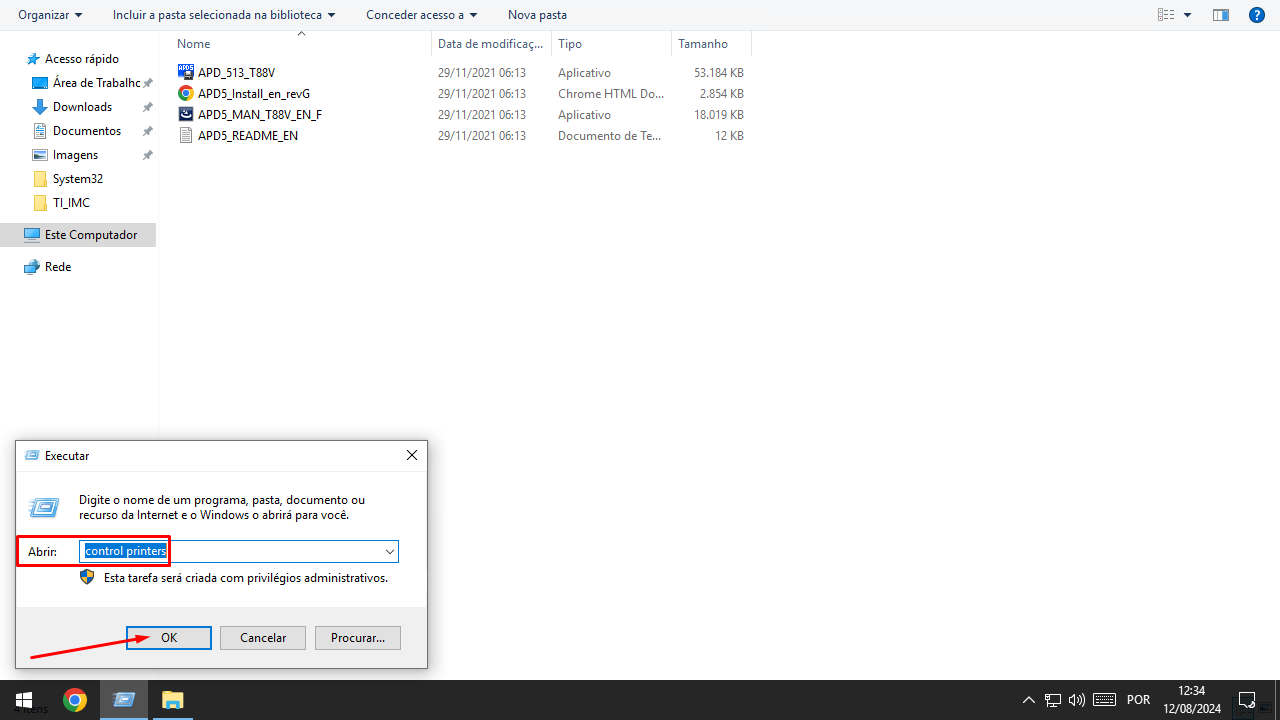 Organizar
Incluir a pasta selecionada na biblioteca
Conceder acesso a
Nova pasta
Nome
Data de modificaç...
Tipo
Tamanho
Acesso rápido
Área de Trabalho
Downloads
Documentos
Imagens
System32
TI_IMC
Este Computador
Rede
APD_513_T88V 29/11/2021 06:13 Aplicativo 53.184 KB
APD5_Install_en_revG 29/11/2021 06:13 Chrome HTML Do... 2.854 KB
APD5_MAN_T88V_EN_F 29/11/2021 06:13 Aplicativo 18.019 KB
APD5_README_EN 29/11/2021 06:13 Documento de Te... 12 KB
Executar
Digite o nome de um programa, pasta, documento ou
recurso da Internet e o Windows o abrirá para você.
Abrir: control printers
Esta tarefa será criada com privilégios administrativos.
OK
Cancelar
Procurar...
POR
12:34
12/08/2024